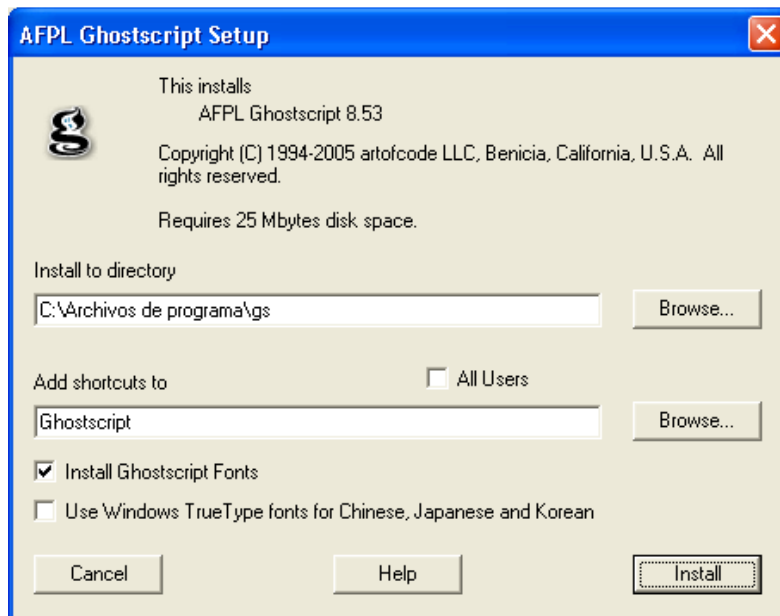 AFPL Ghostscript Setup
This installs
AFPL Ghostscript 8.53
Copyright (C) 1994-2005 artofcode LLC, Benicia, California, U.S.A.  All
rights reserved.
Requires 25 Mbytes disk space.
Install to directory
C:\Archivos de programa\gs
Browse...
Add shortcuts to
All Users
Ghostscript
Browse...
Install Ghostscript Fonts
Use Windows TrueType fonts for Chinese, Japanese and Korean
Cancel
Help
Install